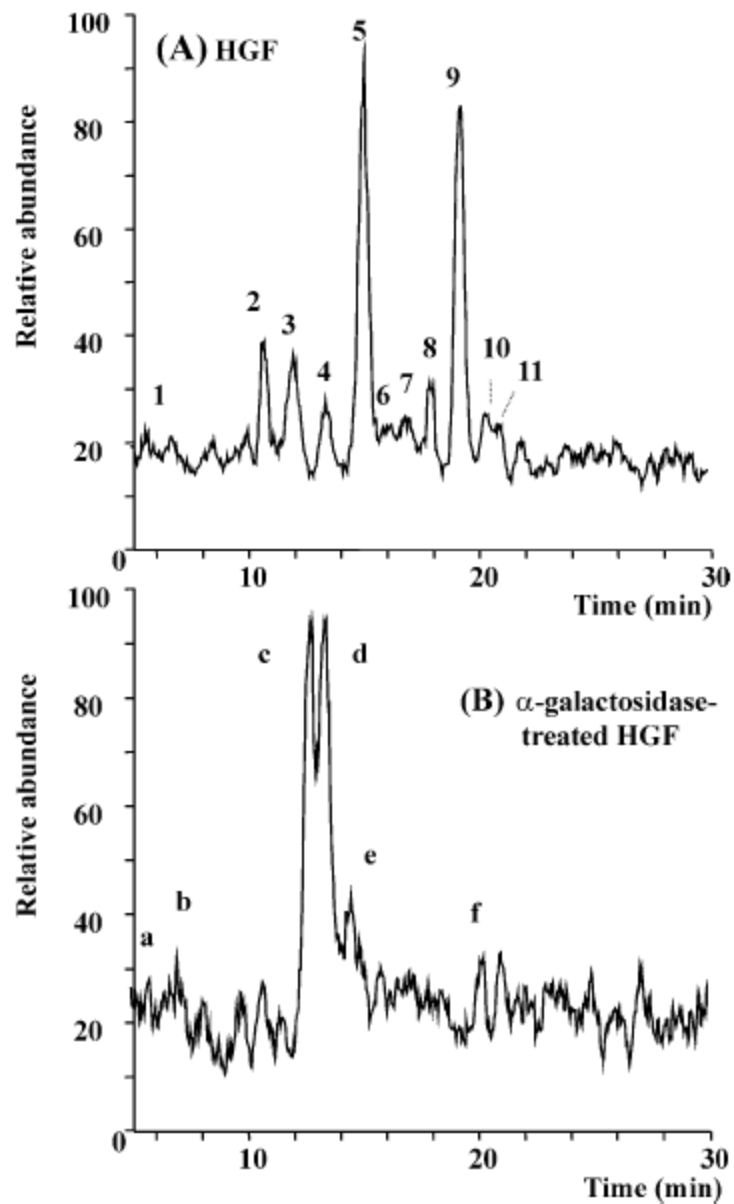 (A) HGF
Relative abundance
100
80
60
40
20
0
1
2
3
4
5
6
7
8
9
10
11
10
20
30
Time (min)
(B) α-galactosidase-
treated HGF
Relative abundance
100
80
60
40
20
0
a
b
c
d
e
f
10
20
30
Time (min)